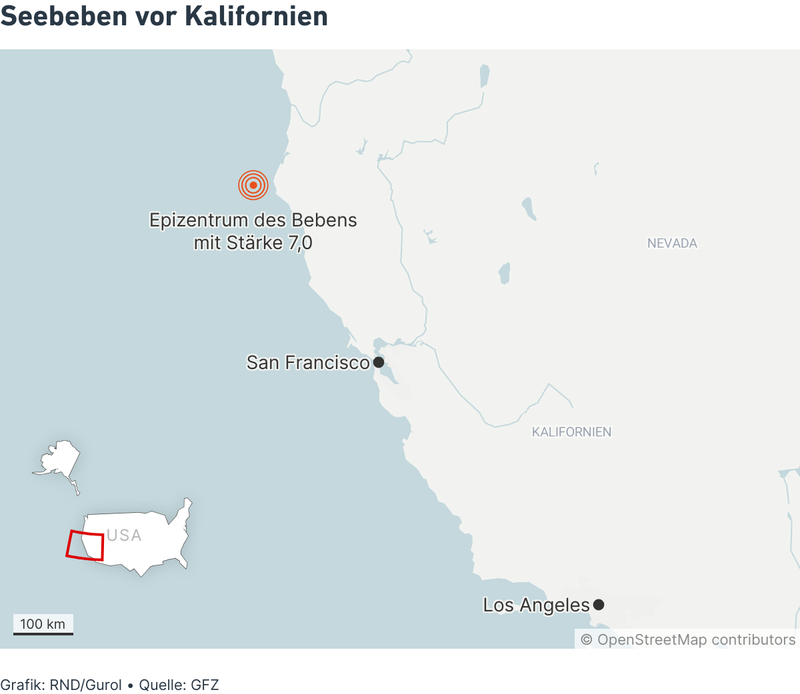 Seebeben vor Kalifornien
Epizentrum des Bebens
mit Stärke 7,0
NEVADA
San Francisco
KALIFORNIEN
USA
Los Angeles
100 km
© OpenStreetMap contributors
Grafik: RND/Gurol • Quelle: GFZ